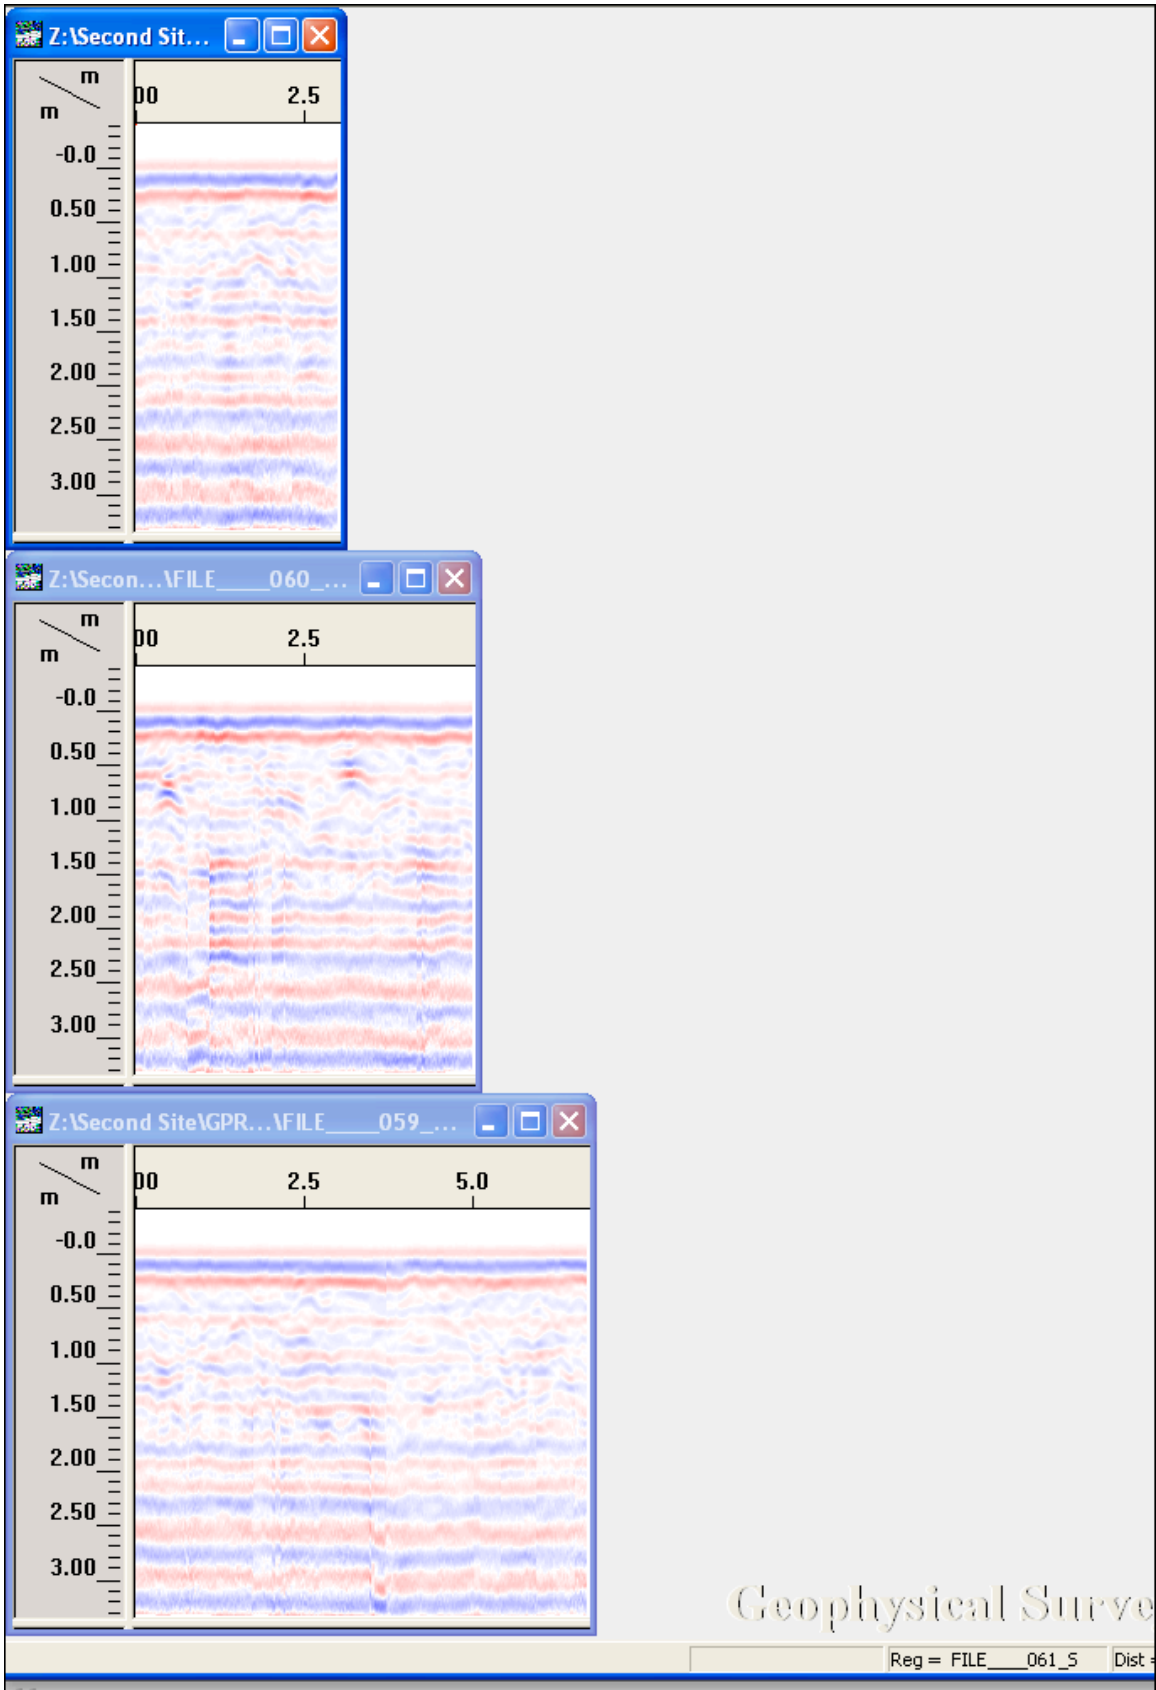 Z:\Second Sit...
m
m
00 2.5
-0.0
0.50
1.00
1.50
2.00
2.50
3.00
Z:\Secon...\FILE____060_...
m
m
00 2.5
-0.0
0.50
1.00
1.50
2.00
2.50
3.00
Z:\Second Site\GPR...\FILE____059_...
m
m
00 2.5 5.0
-0.0
0.50
1.00
1.50
2.00
2.50
3.00
Geophysical Surve
Reg = FILE____061_S Dist =